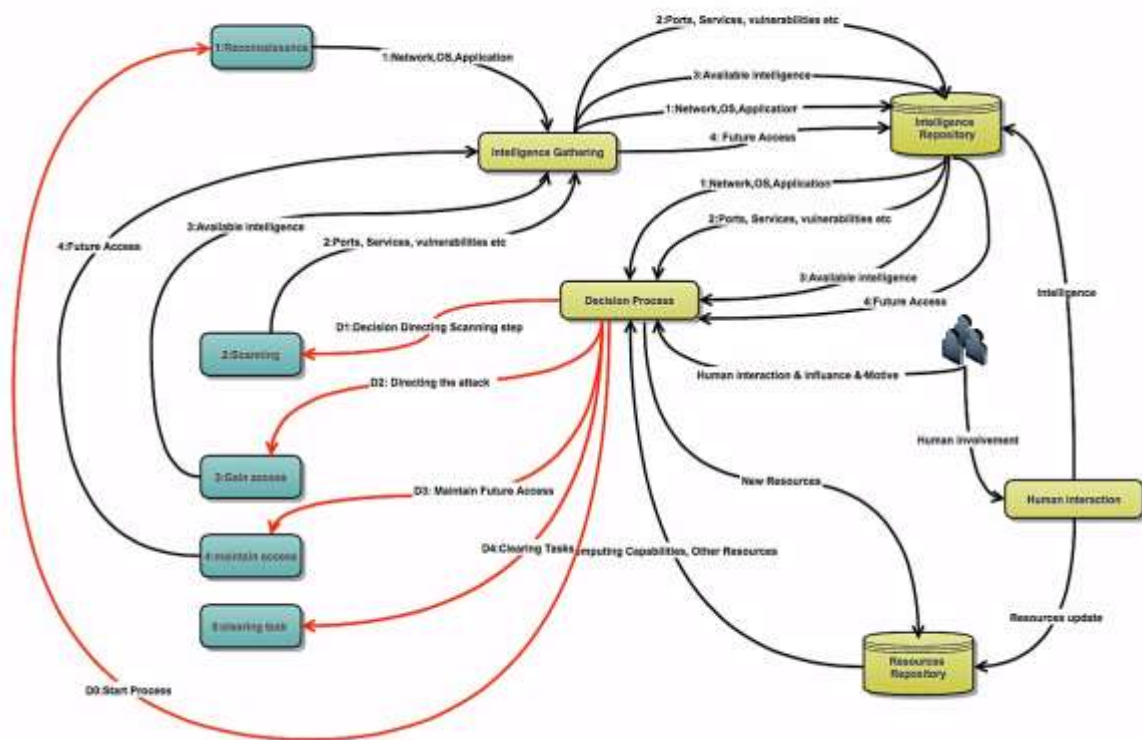 2:Ports, Services, vulnerabilities etc
1:Reconnaissance
1:Network,OS,Application
3:Available intelligence
1:Network,OS,Application
Intelligence
Repository
4: Future Access
Intelligence Gathering
1:Network,OS,Application
3:Available intelligence
2:Ports, Services, vulnerabilities etc
4:Future Access
2:Ports, Services, vulnerabilities etc
3:Available intelligence
Intelligence
Decision Process
4:Future Access
D1:Decision Directing Scanning step
2:Scanning
Human interaction & influance &-Motive
D2: Directing the attack
Human involvement
3:Gain access
New Resources
D3: Maintain Future Access
Human interaction
4:maintain access
D4:Clearing Tasks
omputing Capabilities, Other Resources
5:clearing task
Resources update
Resources
Repository
D0:Start Process